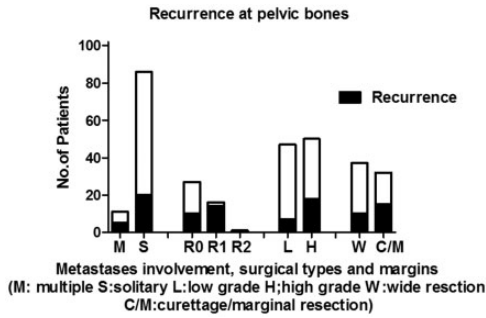 Recurrence at pelvic bones
100
80
60
40
20
0
No.of Patients
Recurrence
M S R0 R1 R2 L H W C/M
Metastases involvement, surgical types and margins
(M: multiple S:solitary L:low grade H;high grade W:wide resction
C/M:curettage/marginal resection)